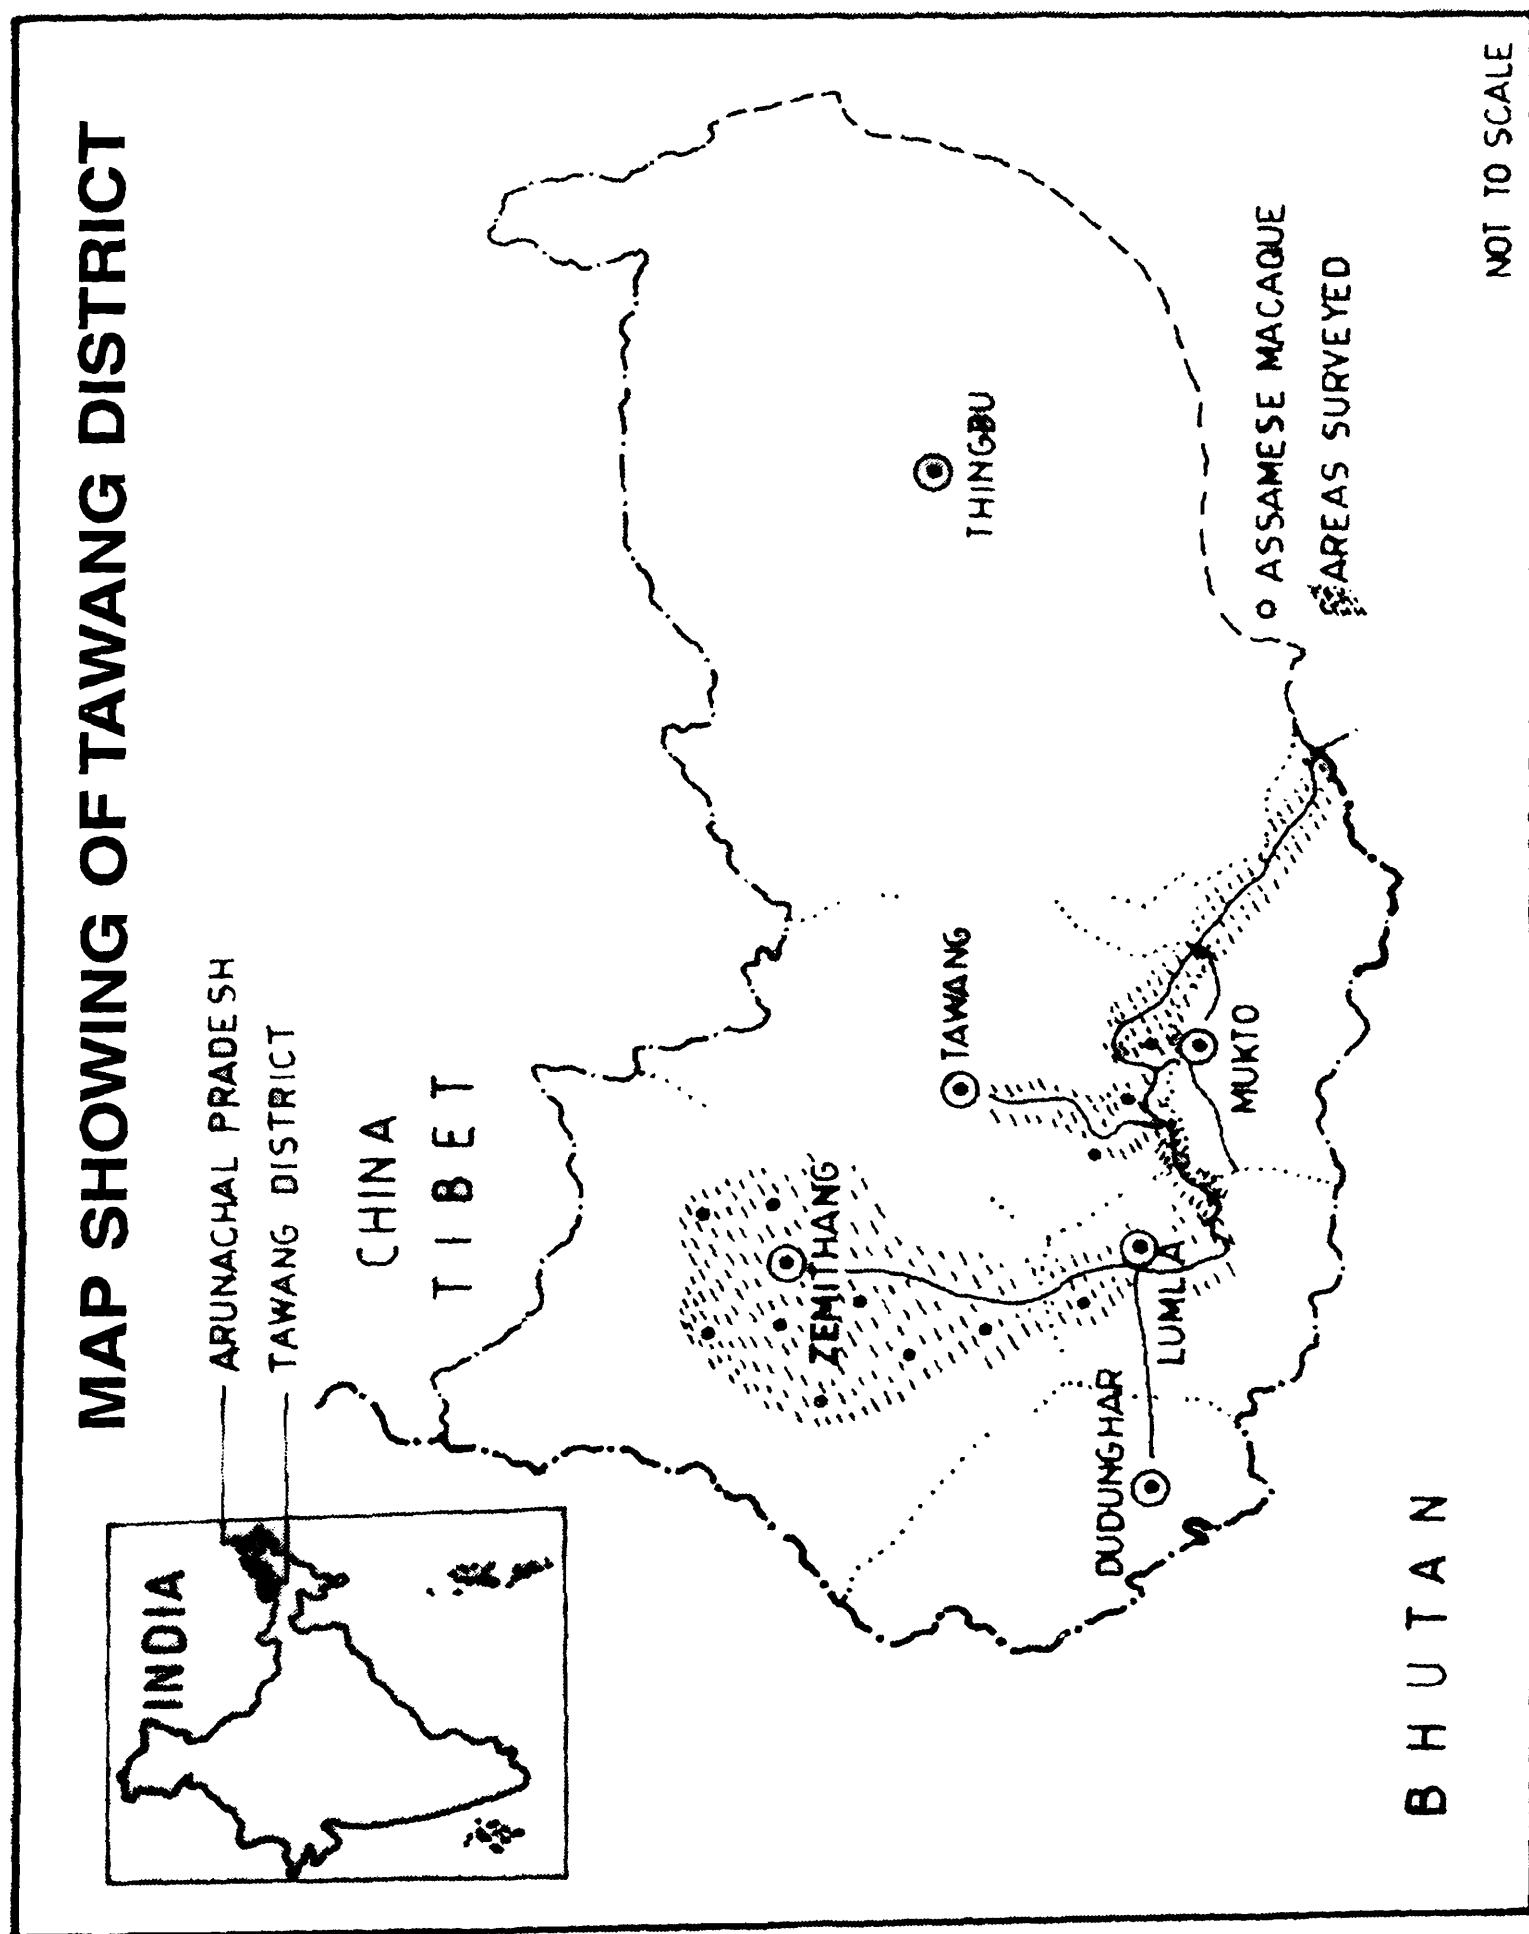 MAP SHOWING OF TAWANG DISTRICT
INDIA
ARUNACHAL PRADESH
TAWANG DISTRICT
CHINA
TIBET
ZEMITHANG
TAWANG
THINGBU
DUDUNGHAR
LUMLA
MUKTO
ASSAMESE MACAQUE
AREAS SURVEYED
BHUTAN
NOT TO SCALE